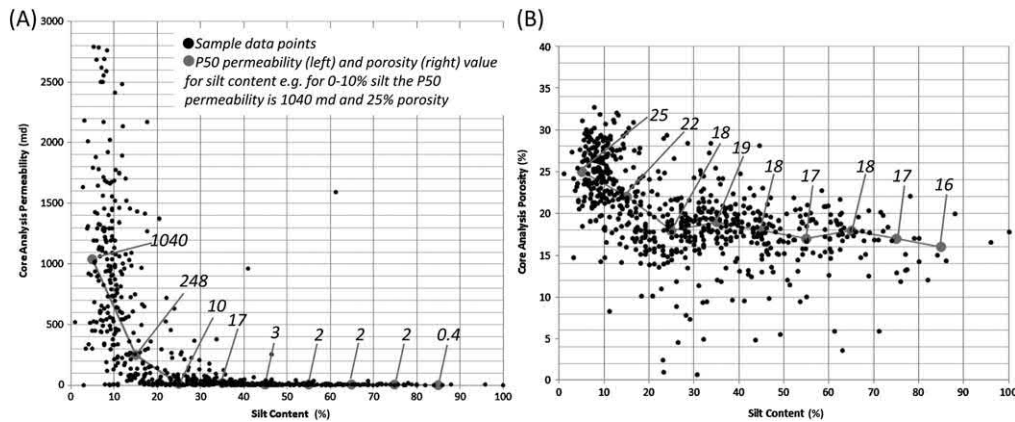 (A)
3000
2500
2000
1500
1000
500
0
Core Analysis Permeability (md)
Sample data points
P50 permeability (left) and porosity (right) value
for silt content e.g. for 0-10% silt the P50
permeability is 1040 md and 25% porosity
1040
248
10
17
3
2
2
2
0.4
0 10 20 30 40 50 60 70 80 90 100
Silt Content (%)
(B)
40
35
30
25
20
15
10
5
0
Core Analysis Porosity (%)
25
22
18
19
18
17
18
17
16
0 10 20 30 40 50 60 70 80 90 100
Silt Content (%)